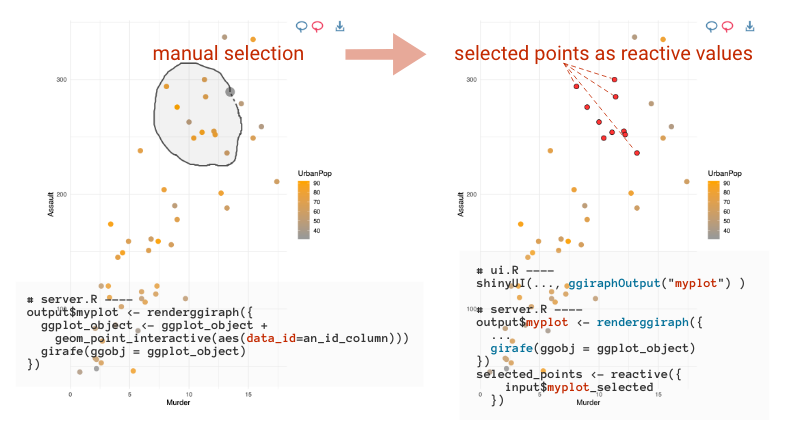 manual selection
selected points as reactive values
300
200
Assault
UrbanPop
90
80
70
60
50
40
# server.R ----
output$myplot <- renderggiraph({
ggplot_object <- ggplot_object +
geom_point_interactive(aes(data_id=an_id_column)))
girafe(ggobj = ggplot_object)
})
0
0
5
10
15
Murder
300
200
Assault
UrbanPop
90
80
70
60
50
40
# ui.R ----
shinyUI(..., ggiraphOutput("myplot") )
100
# server.R ----
output$myplot <- renderggiraph({
...
girafe(ggobj = ggplot_object)
})
selected_points <- reactive({
input$myplot_selected
})
0
0
5
10
15
Murder